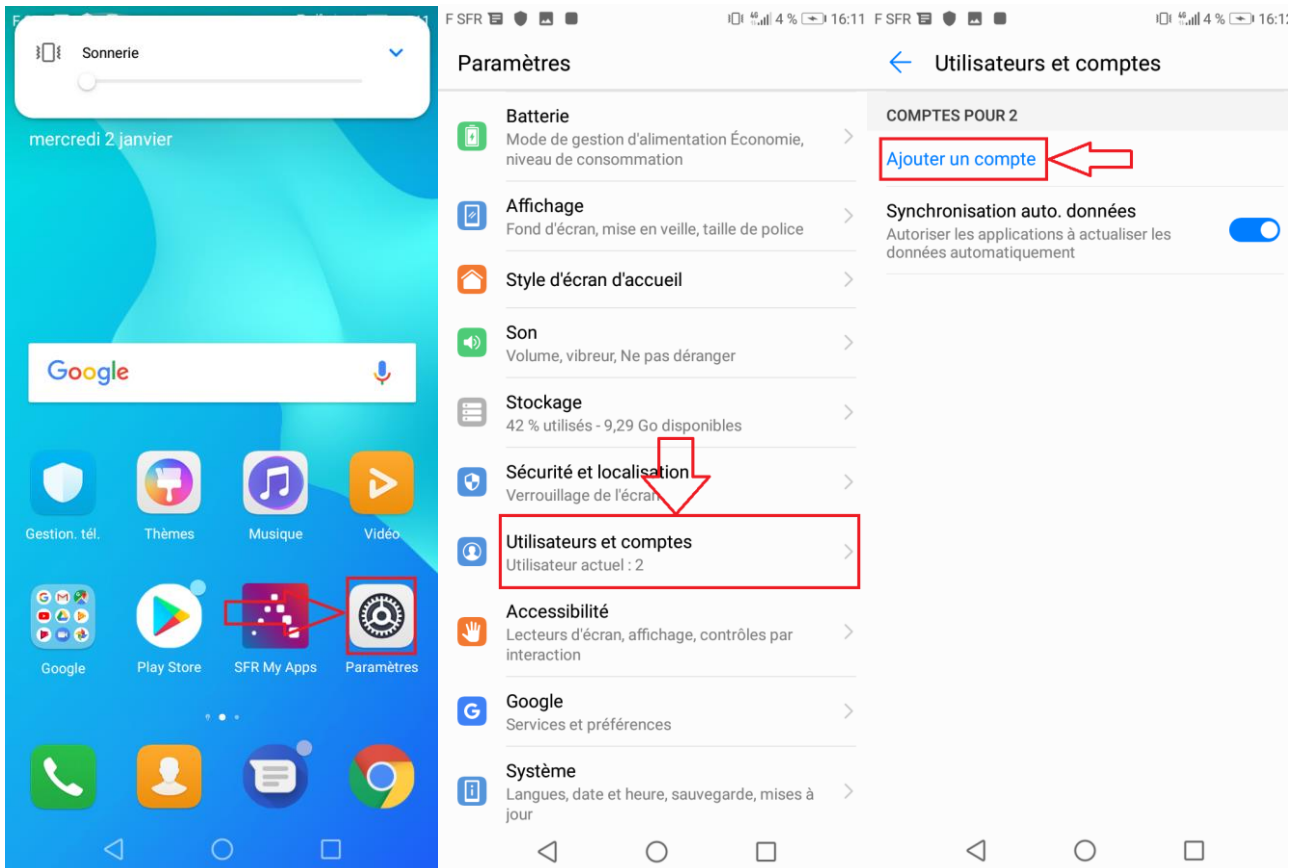 Sonnerie
mercredi 2 janvier
Google
Gestion. tél.
Thèmes
Musique
Vidéo
Google
Play Store
SFR My Apps
Paramètres
F SFR
4G
4 %
16:11
Paramètres
Batterie
Mode de gestion d'alimentation Économie,
niveau de consommation
Affichage
Fond d'écran, mise en veille, taille de police
Style d'écran d'accueil
Son
Volume, vibreur, Ne pas déranger
Stockage
42 % utilisés - 9,29 Go disponibles
Sécurité et localisation
Verrouillage de l'écran
Utilisateurs et comptes
Utilisateur actuel : 2
Accessibilité
Lecteurs d'écran, affichage, contrôles par
interaction
Google
Services et préférences
Système
Langues, date et heure, sauvegarde, mises à
jour
F SFR
4G
4 %
16:12
Utilisateurs et comptes
COMPTES POUR 2
Ajouter un compte
Synchronisation auto. données
Autoriser les applications à actualiser les
données automatiquement